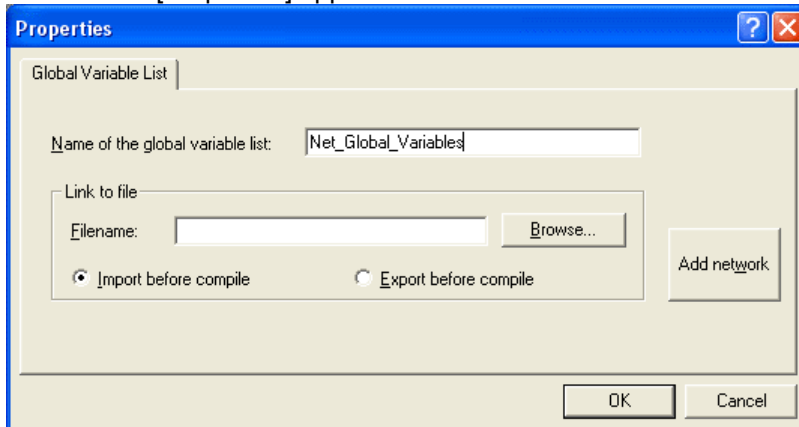 Properties
Global Variable List
Name of the global variable list: Net_Global_Variables
Link to file
Filename: Browse...
Import before compile Export before compile
Add network
OK Cancel